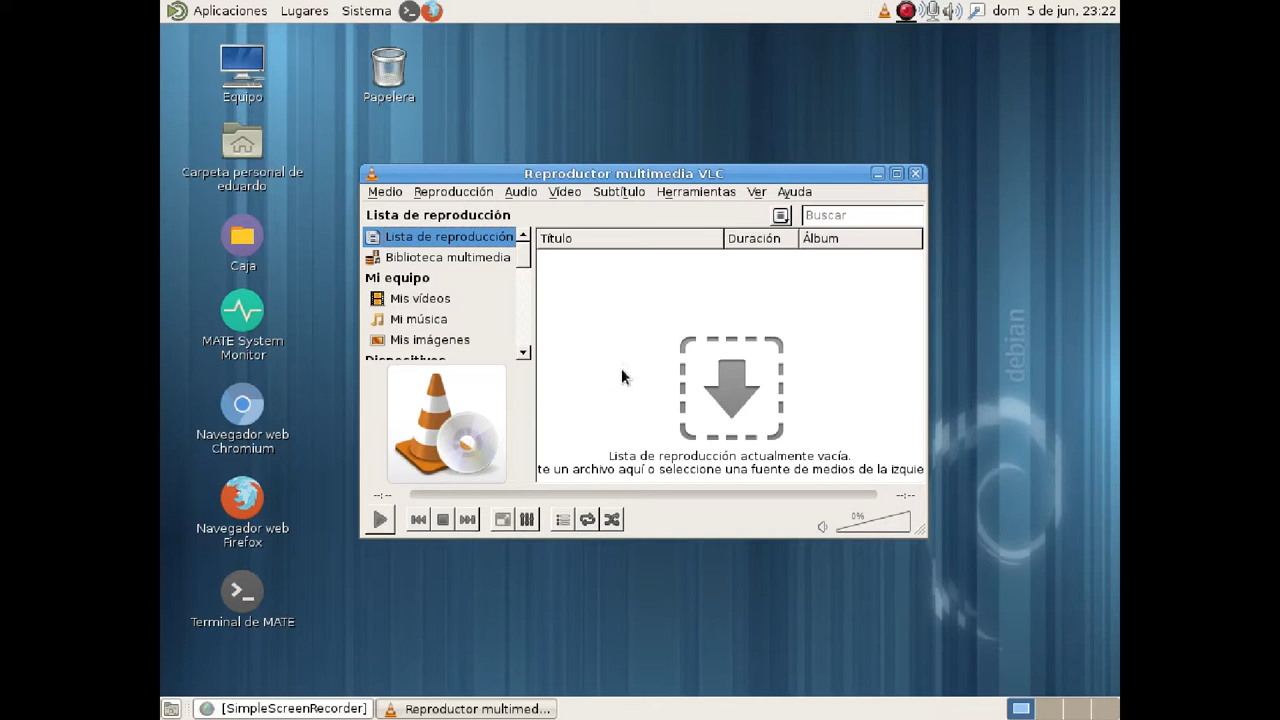 Aplicaciones Lugares Sistema
dom 5 de jun, 23:22
Equipo
Papelera
Carpeta personal de
eduardo
Caja
MATE System
Monitor
Navegador web
Chromium
Navegador web
Firefox
Terminal de MATE
debian
Reproductor multimedia VLC
Medio Reproducción Audio Vídeo Subtítulo Herramientas Ver Ayuda
Lista de reproducción
Buscar
Lista de reproducción
Biblioteca multimedia
Mi equipo
Mis vídeos
Mi música
Mis imágenes
Dispositivos
Título Duración Álbum
Lista de reproducción actualmente vacía.
te un archivo aquí o seleccione una fuente de medios de la izquie
--:-- --:--
0%
[SimpleScreenRecorder] Reproductor multimed...